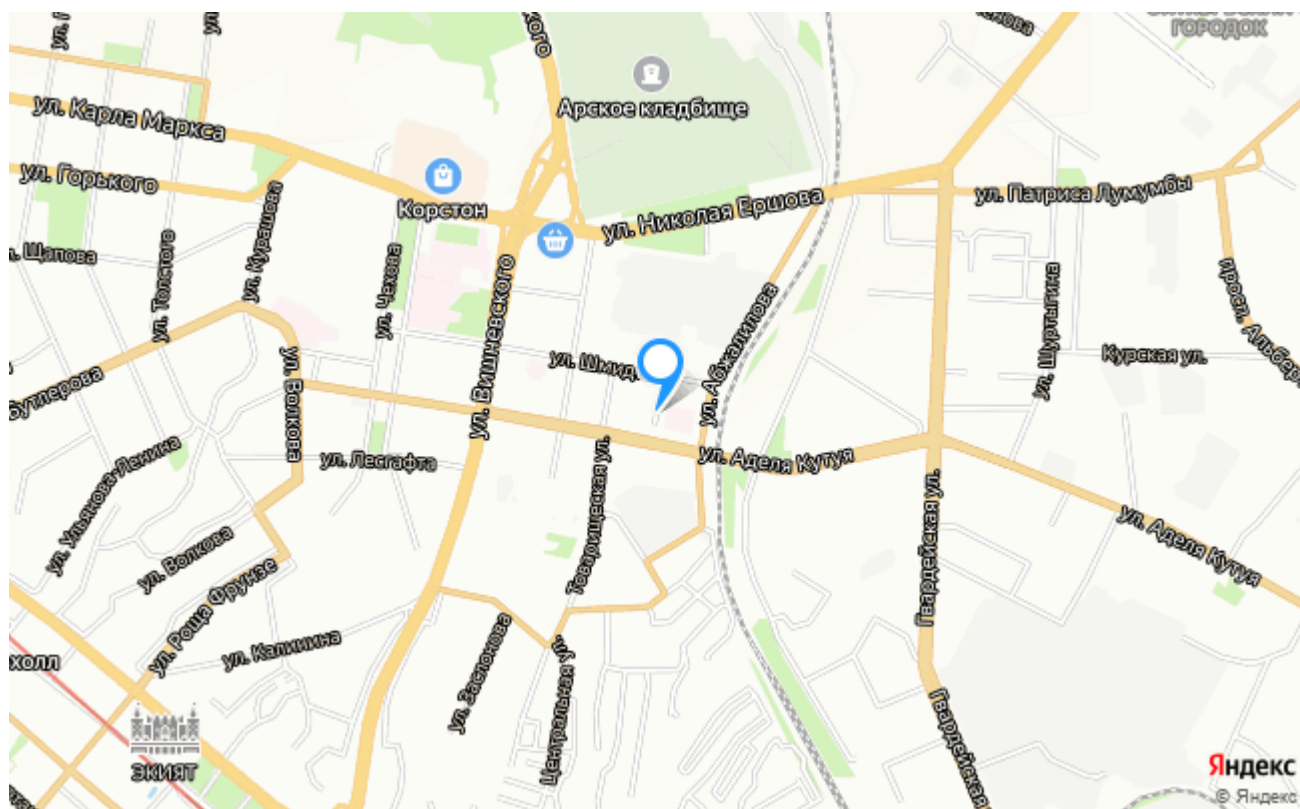 ГОРОДОК
Арское кладбище
ул. Карла Маркса
ул. Горького
Корстон
ул. Николая Ершова
ул. Патриса Лумумбы
ул. Курашова
ул. Толстого
ул. Чехова
ул. Вишневского
ул. Абжалилова
ул. Шуртыгина
Курская ул.
просп.
ул. Волкова
ул. Аделя Кутуя
ул. Лесгафта
ул. Ульянова-Ленина
Товарищеская ул.
Гвардейская ул.
ул. Аделя Кутуя
ул. Волкова
ул. Роща Фрунзе
ул. Калинина
ул. Заслонова
Центральная ул.
Гвардейская
ЭКИЯТ
Яндекс
© Яндекс